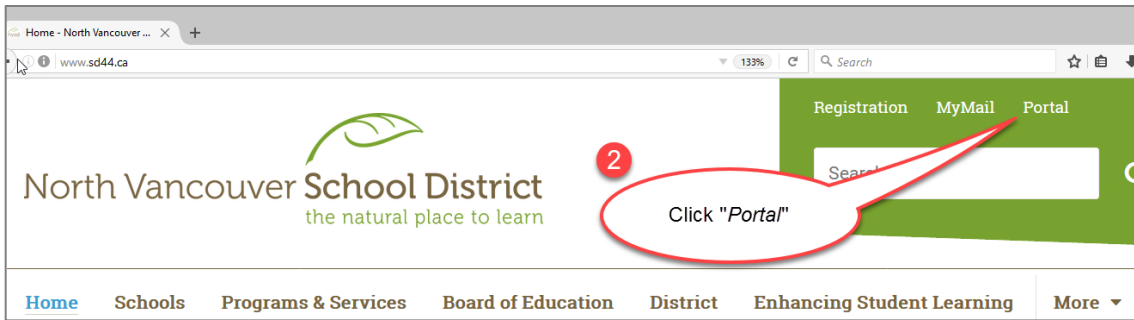 Home - North Vancouver ...
www.sd44.ca
133%
Search
Registration MyMail Portal
2
North Vancouver School District
the natural place to learn
Click "Portal"
Home Schools Programs & Services Board of Education District Enhancing Student Learning More